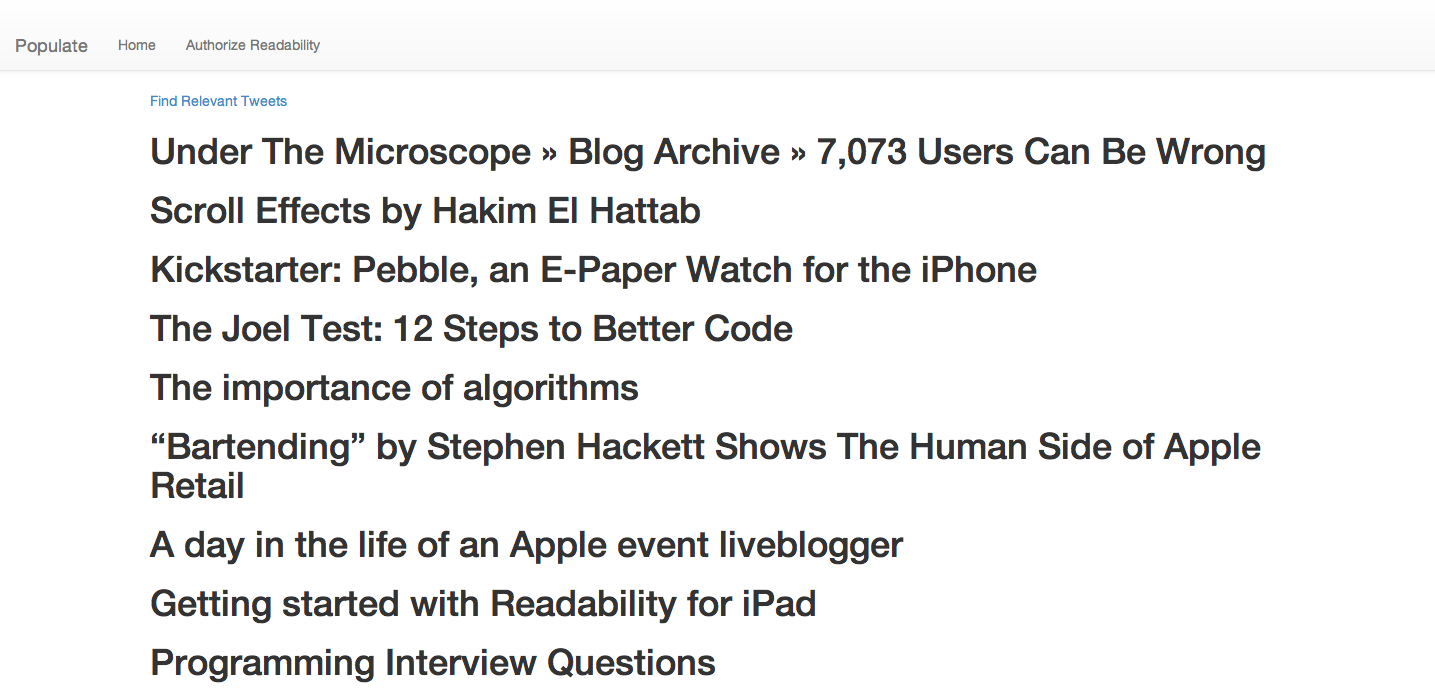 Populate Home Authorize Readability
Find Relevant Tweets
Under The Microscope » Blog Archive » 7,073 Users Can Be Wrong
Scroll Effects by Hakim El Hattab
Kickstarter: Pebble, an E-Paper Watch for the iPhone
The Joel Test: 12 Steps to Better Code
The importance of algorithms
“Bartending” by Stephen Hackett Shows The Human Side of Apple
Retail
A day in the life of an Apple event liveblogger
Getting started with Readability for iPad
Programming Interview Questions